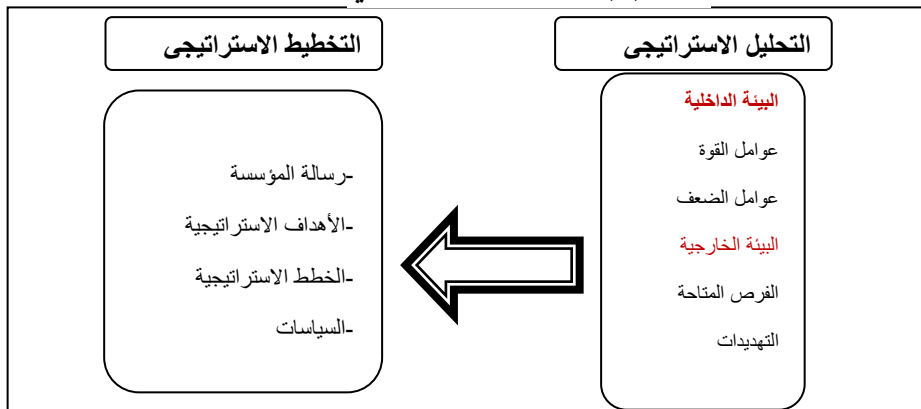 التحليل الاستراتيجى
البيئة الداخلية
عوامل القوة
عوامل الضعف
البيئة الخارجية
الفرص المتاحة
التهديدات
التخطيط الاستراتيجى
-رسالة المؤسسة
-الأهداف الاستراتيجية
-الخطط الاستراتيجية
-السياسات